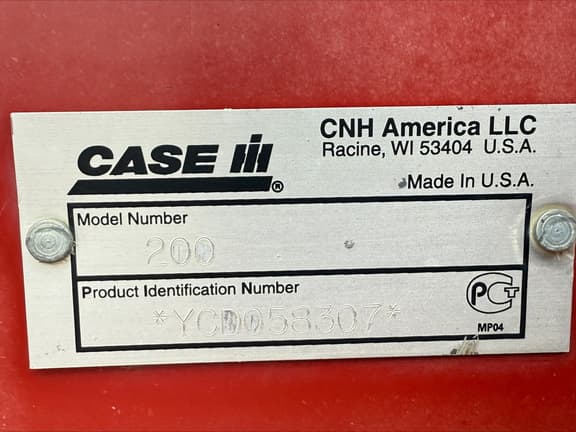 CASE IH®
CNH America LLC
Racine, WI 53404 U.S.A.
Made In U.S.A.
Model Number
200
Product Identification Number
*YCD058307*
PCT
MP04